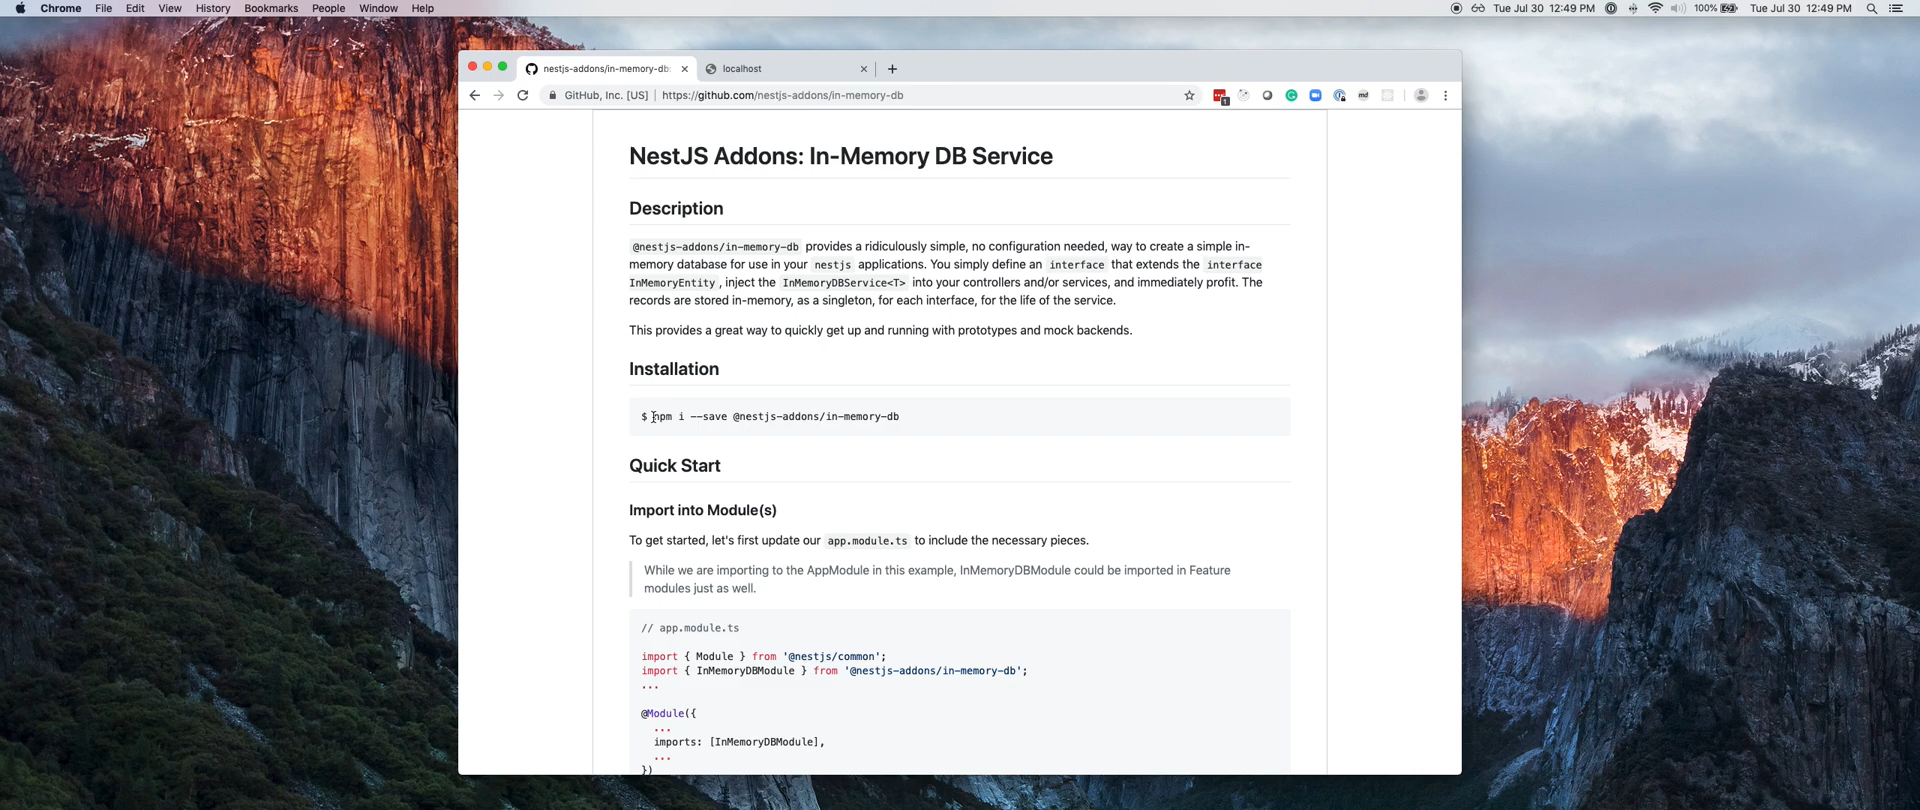 Chrome File Edit View History Bookmarks People Window Help
Tue Jul 30 12:49 PM 100% Tue Jul 30 12:49 PM
nestjs-addons/in-memory-db:
localhost
GitHub, Inc. [US] | https://github.com/nestjs-addons/in-memory-db
1
md
NestJS Addons: In-Memory DB Service
Description
@nestjs-addons/in-memory-db provides a ridiculously simple, no configuration needed, way to create a simple in-
memory database for use in your nestjs applications. You simply define an interface that extends the interface
InMemoryEntity , inject the InMemoryDBService<T> into your controllers and/or services, and immediately profit. The
records are stored in-memory, as a singleton, for each interface, for the life of the service.
This provides a great way to quickly get up and running with prototypes and mock backends.
Installation
$ npm i --save @nestjs-addons/in-memory-db
Quick Start
Import into Module(s)
To get started, let's first update our app.module.ts to include the necessary pieces.
While we are importing to the AppModule in this example, InMemoryDBModule could be imported in Feature
modules just as well.
// app.module.ts
import { Module } from '@nestjs/common';
import { InMemoryDBModule } from '@nestjs-addons/in-memory-db';
...
@Module({
...
imports: [InMemoryDBModule],
...
})